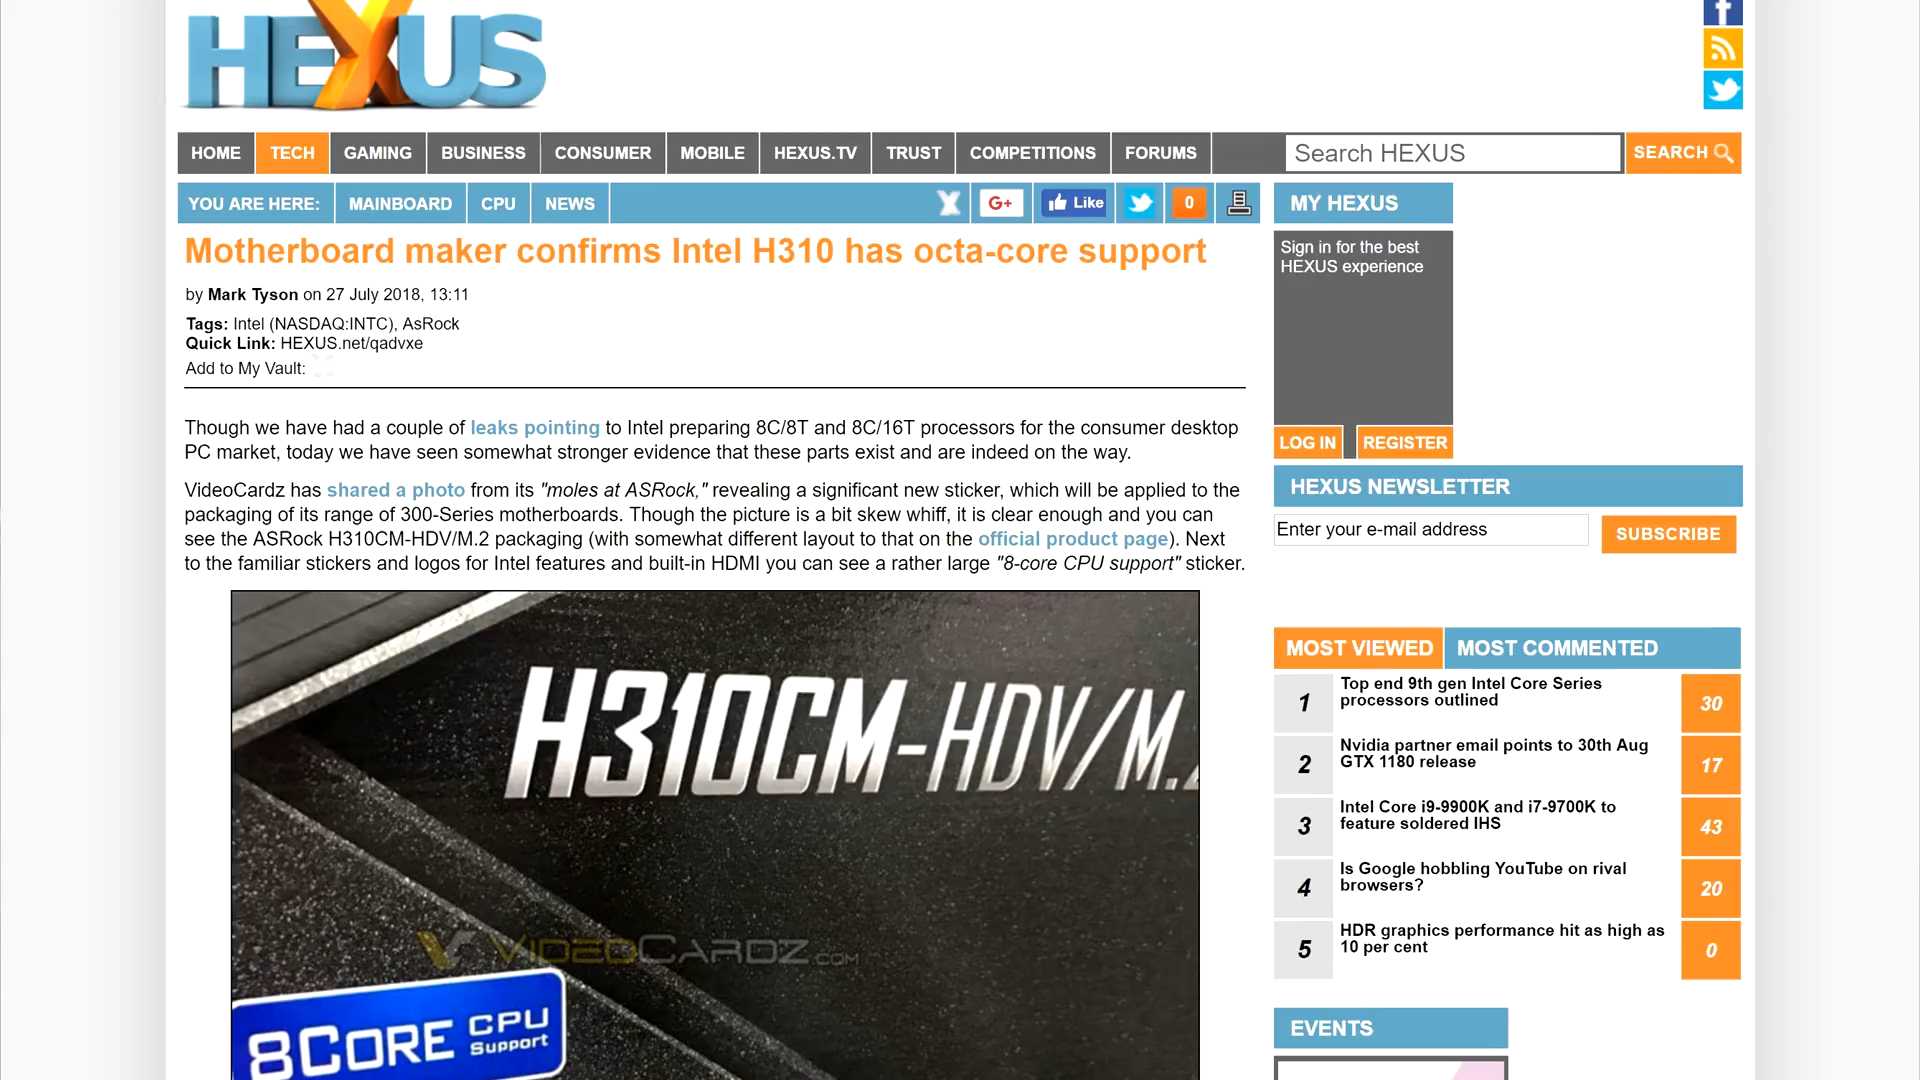 HEXUS
HOME TECH GAMING BUSINESS CONSUMER MOBILE HEXUS.TV TRUST COMPETITIONS FORUMS Search HEXUS SEARCH
YOU ARE HERE: MAINBOARD CPU NEWS G+ Like 0
Motherboard maker confirms Intel H310 has octa-core support
by Mark Tyson on 27 July 2018, 13:11
Tags: Intel (NASDAQ:INTC), AsRock
Quick Link: HEXUS.net/qadvxe
Add to My Vault:
Though we have had a couple of leaks pointing to Intel preparing 8C/8T and 8C/16T processors for the consumer desktop
PC market, today we have seen somewhat stronger evidence that these parts exist and are indeed on the way.
VideoCardz has shared a photo from its "moles at ASRock," revealing a significant new sticker, which will be applied to the
packaging of its range of 300-Series motherboards. Though the picture is a bit skew whiff, it is clear enough and you can
see the ASRock H310CM-HDV/M.2 packaging (with somewhat different layout to that on the official product page). Next
to the familiar stickers and logos for Intel features and built-in HDMI you can see a rather large "8-core CPU support" sticker.
H310CM-HDV/M.2
VIDEOCARDZ.COM
8CORE CPU
Support
MY HEXUS
Sign in for the best
HEXUS experience
LOG IN REGISTER
HEXUS NEWSLETTER
Enter your e-mail address SUBSCRIBE
MOST VIEWED MOST COMMENTED
1 Top end 9th gen Intel Core Series
processors outlined 30
2 Nvidia partner email points to 30th Aug
GTX 1180 release 17
3 Intel Core i9-9900K and i7-9700K to
feature soldered IHS 43
4 Is Google hobbling YouTube on rival
browsers? 20
5 HDR graphics performance hit as high as
10 per cent 0
EVENTS